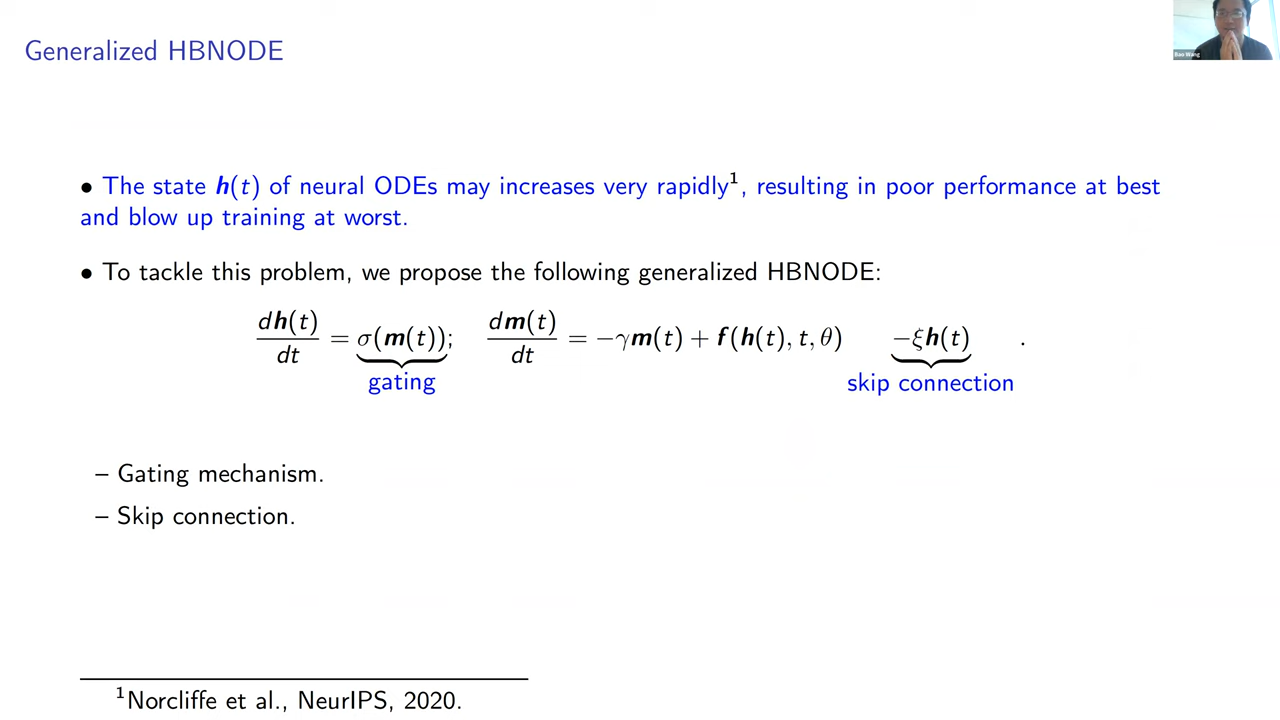 Generalized HBNODE
Bao Wang
• The state h(t) of neural ODEs may increases very rapidly¹, resulting in poor performance at best
and blow up training at worst.
• To tackle this problem, we propose the following generalized HBNODE:
dh(t)/dt = σ(m(t)); dm(t)/dt = −γm(t) + f(h(t), t, θ) −ξh(t) .
gating skip connection
– Gating mechanism.
– Skip connection.
¹Norcliffe et al., NeurIPS, 2020.